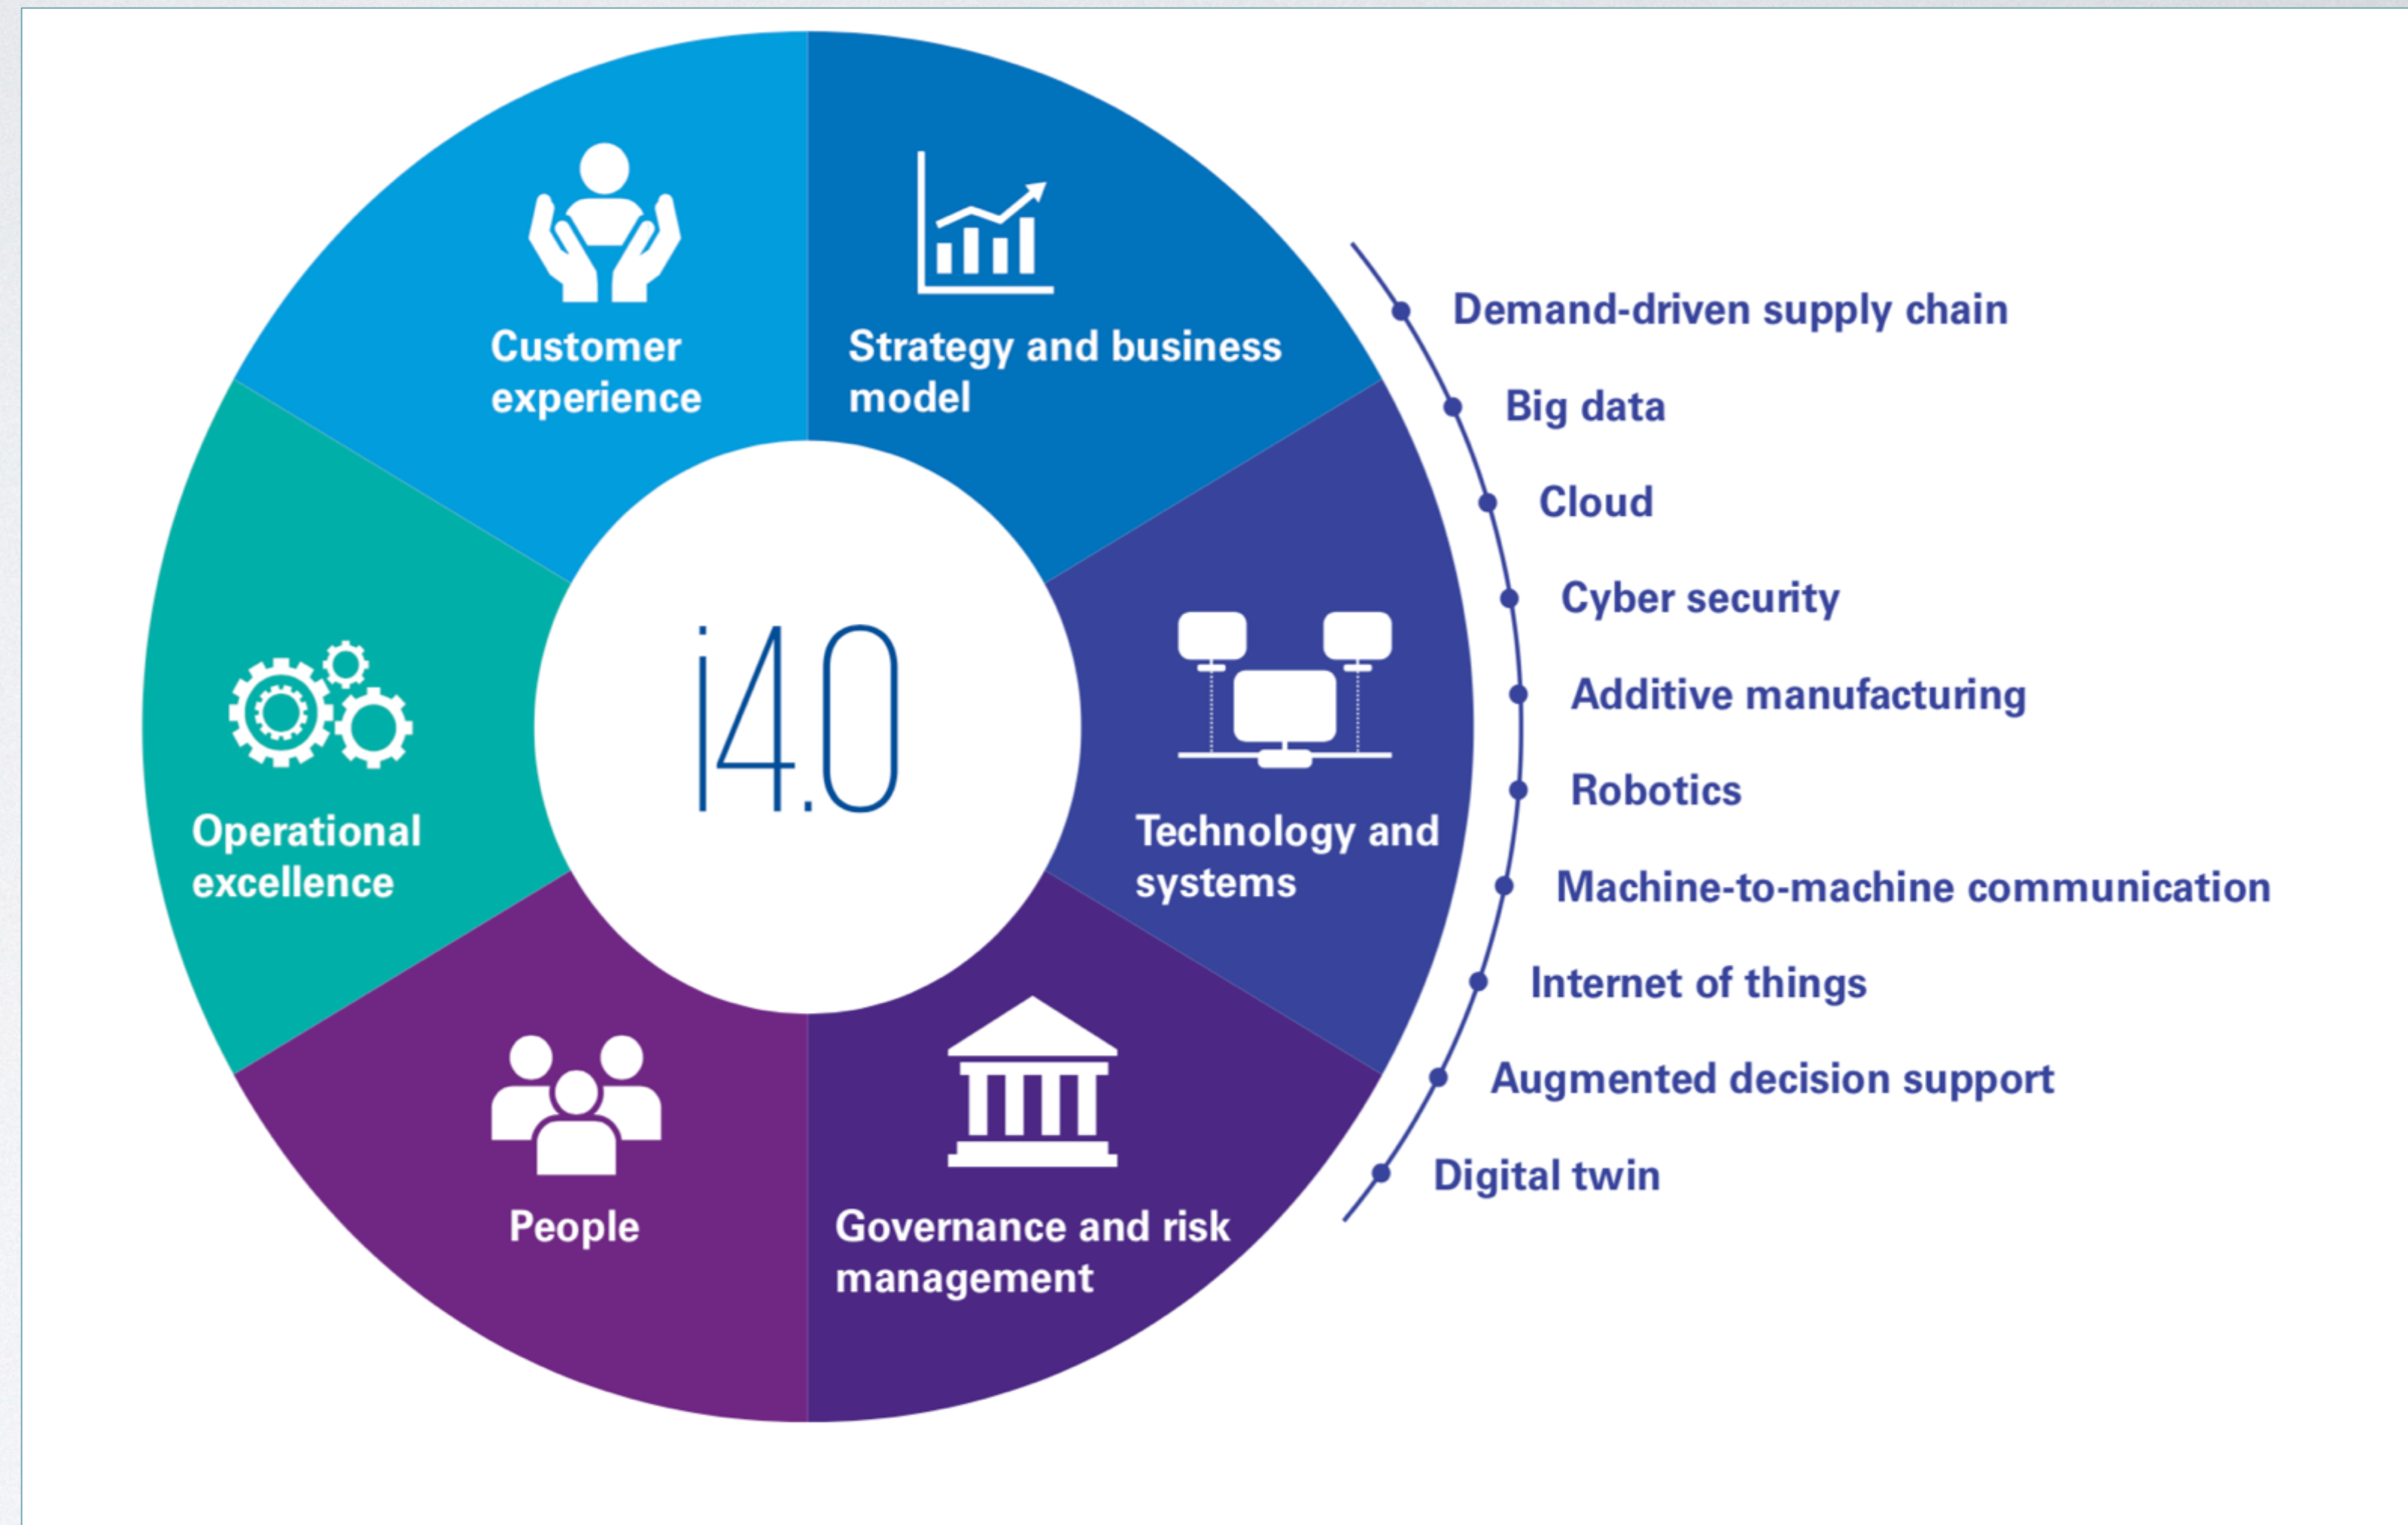 Customer
experience
Strategy and business
model
Operational
excellence
i4.0
Technology and
systems
People
Governance and risk
management
Demand-driven supply chain
Big data
Cloud
Cyber security
Additive manufacturing
Robotics
Machine-to-machine communication
Internet of things
Augmented decision support
Digital twin